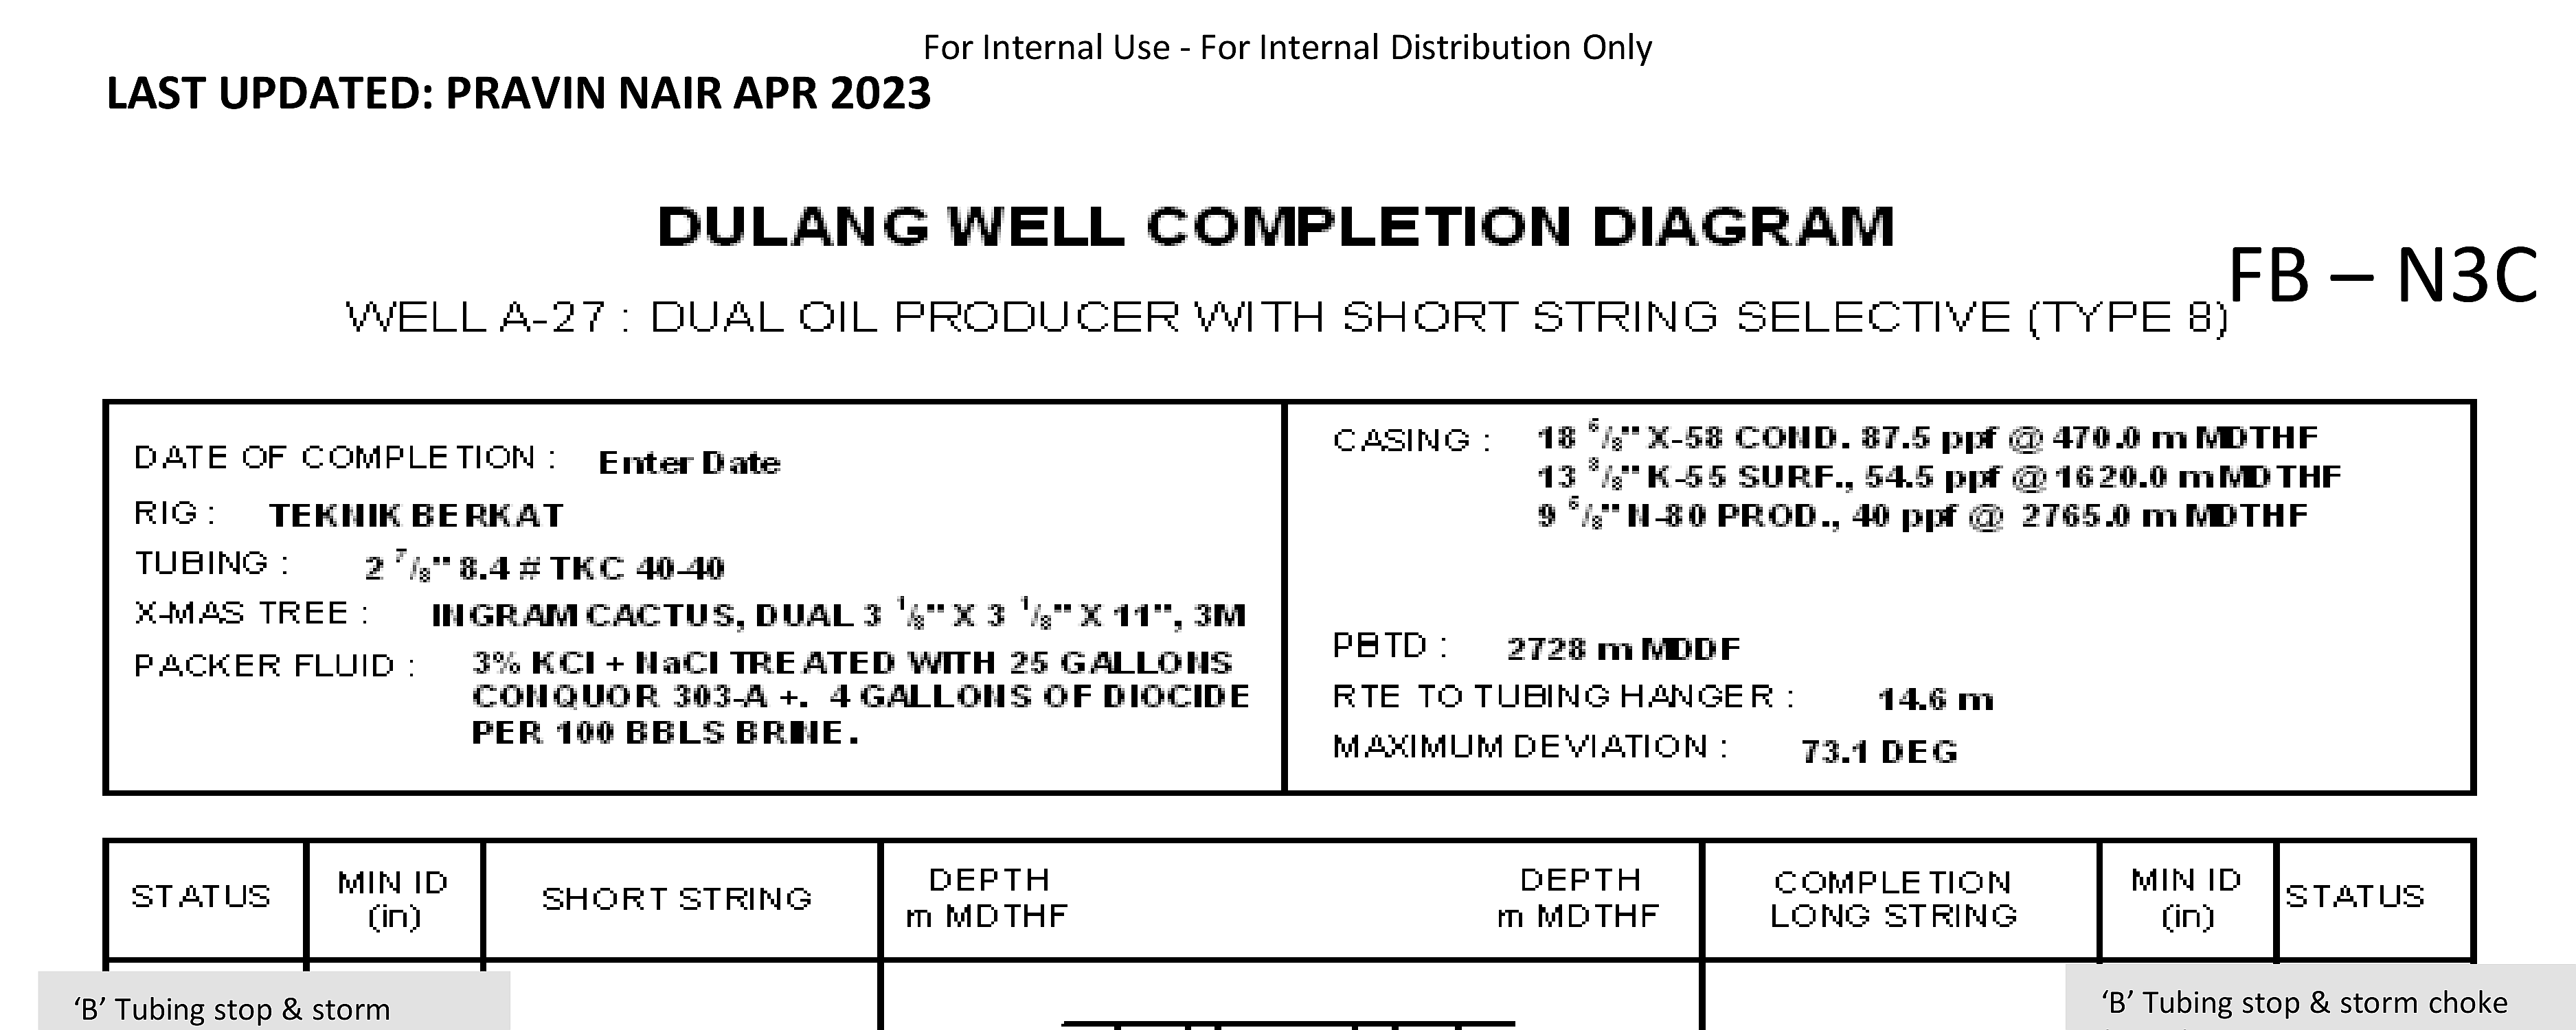 For Internal Use - For Internal Distribution Only
LAST UPDATED: PRAVIN NAIR APR 2023
DULANG WELL COMPLETION DIAGRAM
FB – N3C
WELL A-27 : DUAL OIL PRODUCER WITH SHORT STRING SELECTIVE (TYPE 8)
DATE OF COMPLETION : Enter Date
RIG : TEKNIK BERKAT
TUBING : 2 7/8" 8.4 # TKC 40-40
X-MAS TREE : INGRAM CACTUS, DUAL 3 1/8" X 3 1/8" X 11", 3M
PACKER FLUID : 3% KCl + NaCl TREATED WITH 25 GALLONS
CONQUOR 303-A +. 4 GALLONS OF DIOCIDE
PER 100 BBLS BRINE.
CASING : 18 5/8" X-58 COND. 87.5 ppf @ 470.0 m MDTHF
13 3/8" K-55 SURF., 54.5 ppf @ 1620.0 m MDTHF
9 5/8" N-80 PROD., 40 ppf @ 2765.0 m MDTHF
PBTD : 2728 m MDDF
RTE TO TUBING HANGER : 14.6 m
MAXIMUM DEVIATION : 73.1 DEG
STATUS
MIN ID
(in)
SHORT STRING
DEPTH
m MDTHF
DEPTH
m MDTHF
COMPLETION
LONG STRING
MIN ID
(in)
STATUS
‘B’ Tubing stop & storm
‘B’ Tubing stop & storm choke